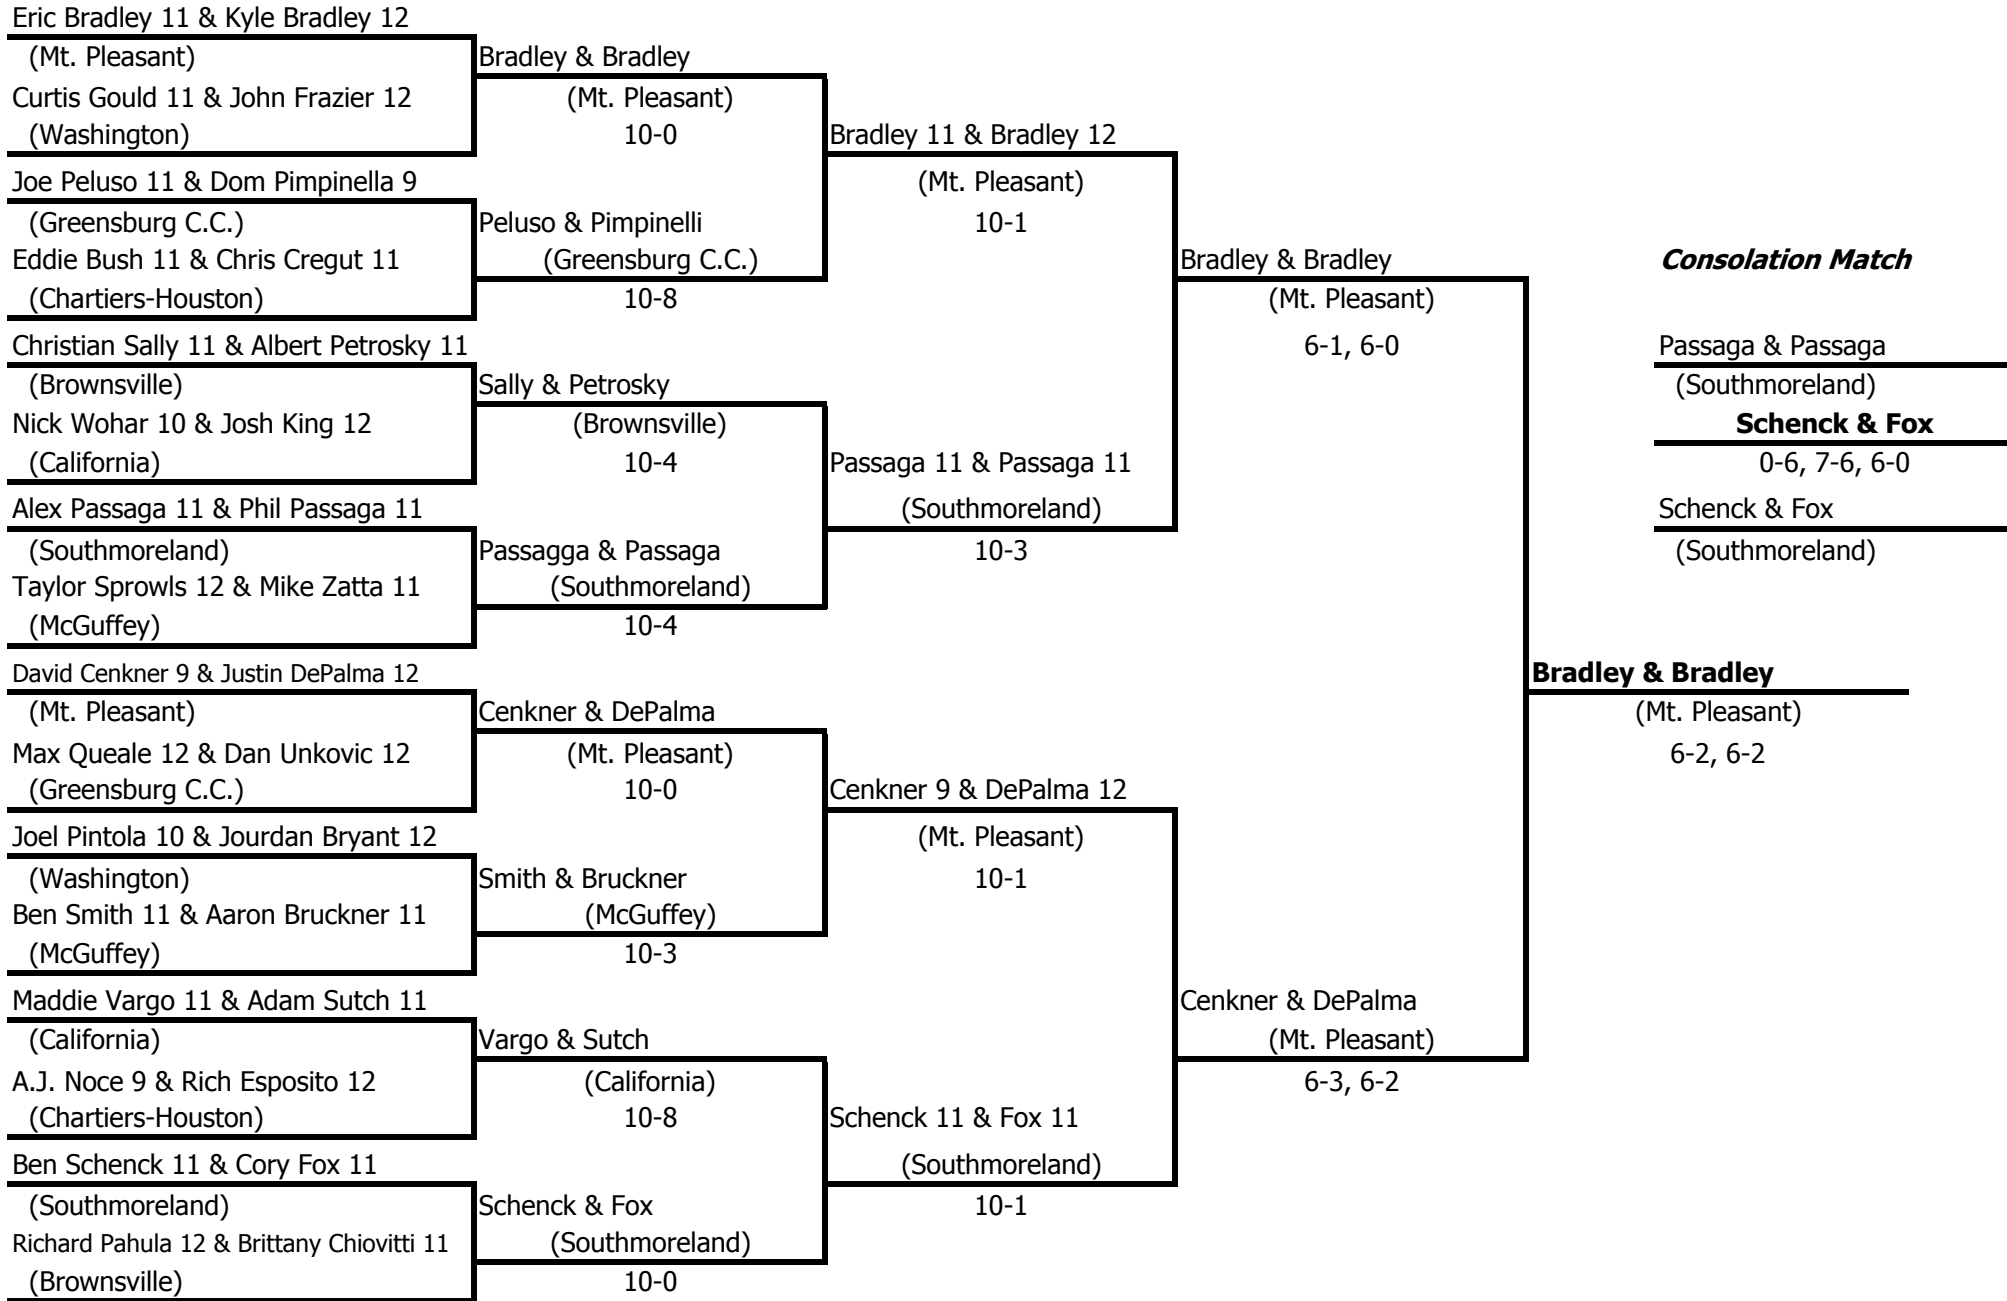 Eric Bradley 11 & Kyle Bradley 12
(Mt. Pleasant)
Curtis Gould 11 & John Frazier 12
(Washington)
Joe Peluso 11 & Dom Pimpinella 9
(Greensburg C.C.)
Eddie Bush 11 & Chris Cregut 11
(Chartiers-Houston)
Christian Sally 11 & Albert Petrosky 11
(Brownsville)
Nick Wohar 10 & Josh King 12
(California)
Alex Passaga 11 & Phil Passaga 11
(Southmoreland)
Taylor Sprowls 12 & Mike Zatta 11
(McGuffey)
David Cenkner 9 & Justin DePalma 12
(Mt. Pleasant)
Max Queale 12 & Dan Unkovic 12
(Greensburg C.C.)
Joel Pintola 10 & Jourdan Bryant 12
(Washington)
Ben Smith 11 & Aaron Bruckner 11
(McGuffey)
Maddie Vargo 11 & Adam Sutch 11
(California)
A.J. Noce 9 & Rich Esposito 12
(Chartiers-Houston)
Ben Schenck 11 & Cory Fox 11
(Southmoreland)
Richard Pahula 12 & Brittany Chiovitti 11
(Brownsville)
Bradley & Bradley
(Mt. Pleasant)
10-0
Peluso & Pimpinelli
(Greensburg C.C.)
10-8
Sally & Petrosky
(Brownsville)
10-4
Passagga & Passaga
(Southmoreland)
10-4
Cenkner & DePalma
(Mt. Pleasant)
10-0
Smith & Bruckner
(McGuffey)
10-3
Vargo & Sutch
(California)
10-8
Schenck & Fox
(Southmoreland)
10-0
Bradley 11 & Bradley 12
(Mt. Pleasant)
10-1
Passaga 11 & Passaga 11
(Southmoreland)
10-3
Cenkner 9 & DePalma 12
(Mt. Pleasant)
10-1
Schenck 11 & Fox 11
(Southmoreland)
10-1
Bradley & Bradley
(Mt. Pleasant)
6-1, 6-0
Cenkner & DePalma
(Mt. Pleasant)
6-3, 6-2
Bradley & Bradley
(Mt. Pleasant)
6-2, 6-2
Consolation Match
Passaga & Passaga
(Southmoreland)
Schenck & Fox
0-6, 7-6, 6-0
Schenck & Fox
(Southmoreland)